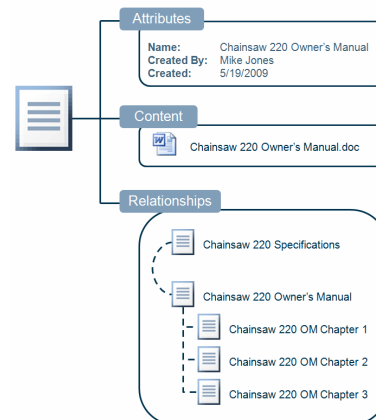 Attributes
Name: Chainsaw 220 Owner's Manual
Created By: Mike Jones
Created: 5/19/2009
Content
W
Chainsaw 220 Owner's Manual.doc
Relationships
Chainsaw 220 Specifications
Chainsaw 220 Owner's Manual
Chainsaw 220 OM Chapter 1
Chainsaw 220 OM Chapter 2
Chainsaw 220 OM Chapter 3